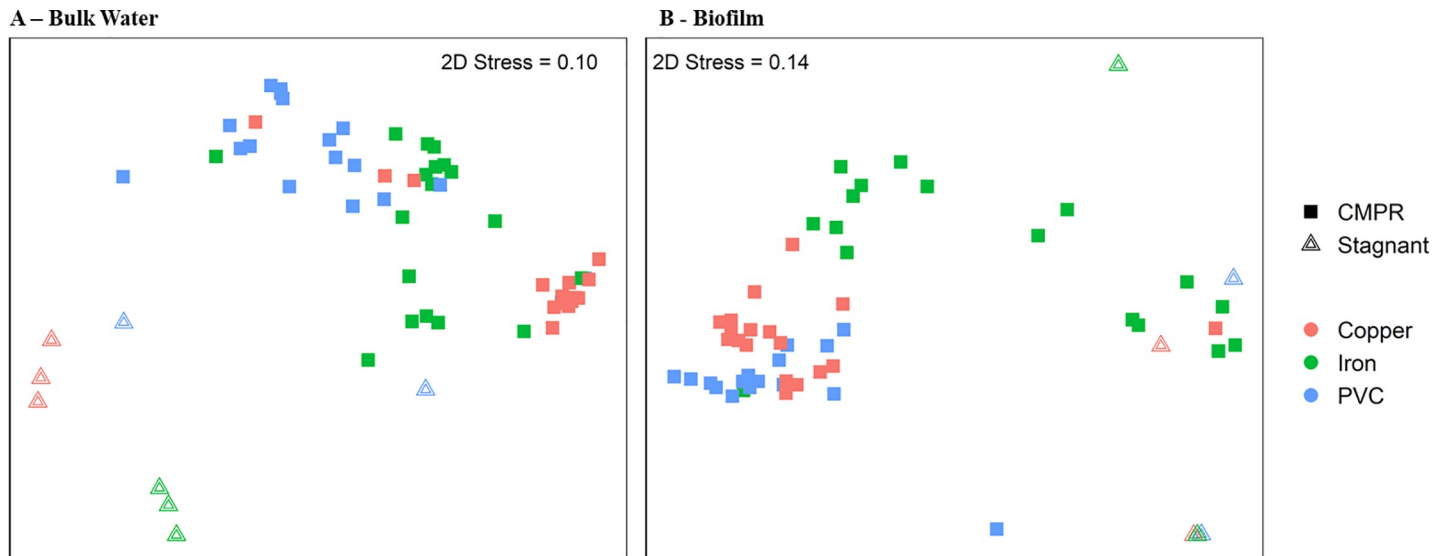 A – Bulk Water
B - Biofilm
2D Stress = 0.10
2D Stress = 0.14
CMPR
Stagnant
Copper
Iron
PVC